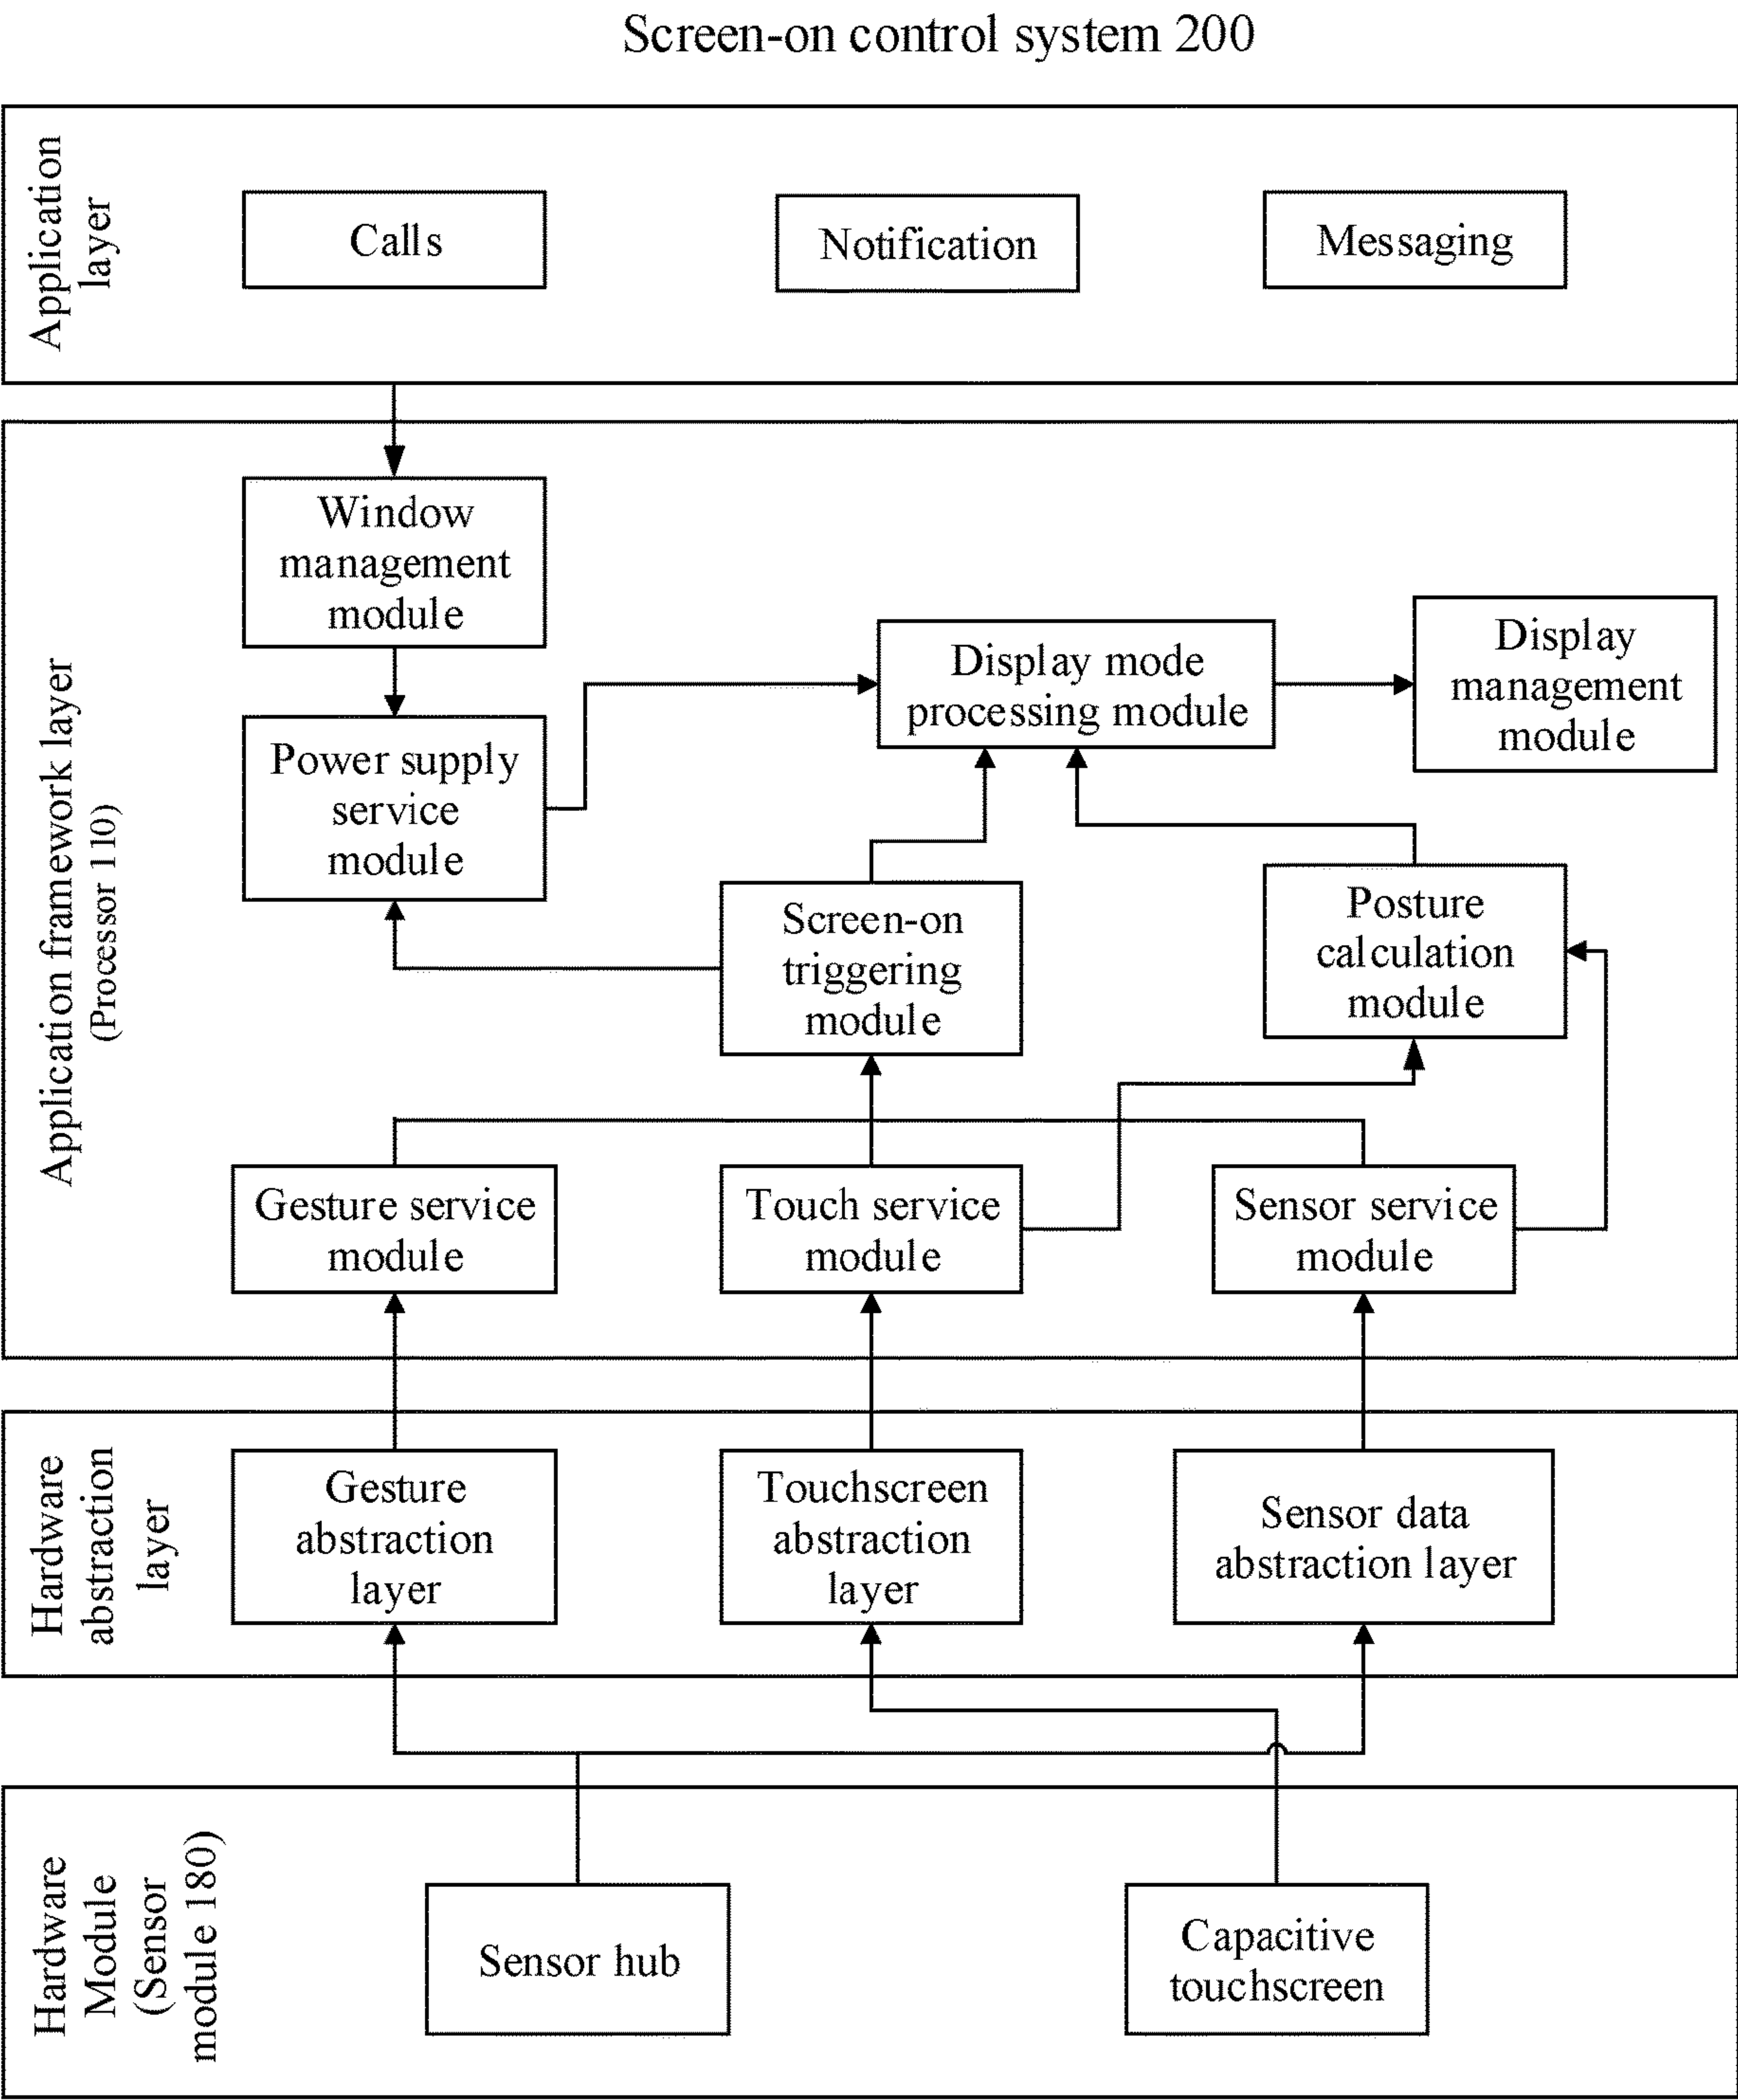 Screen-on control system 200
Application
layer
Calls
Notification
Messaging
Application framework layer
(Processor 110)
Window
management
module
Display mode
processing module
Display
management
module
Power supply
service
module
Screen-on
triggering
module
Posture
calculation
module
Gesture service
module
Touch service
module
Sensor service
module
Hardware
abstraction
layer
Gesture
abstraction
layer
Touchscreen
abstraction
layer
Sensor data
abstraction layer
Hardware
Module
(Sensor
module 180)
Sensor hub
Capacitive
touchscreen